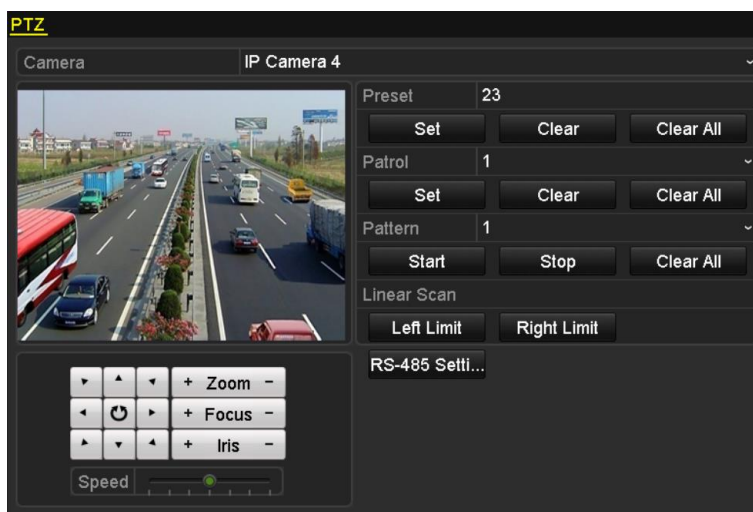 PTZ
Camera IP Camera 4
Preset 23
Set Clear Clear All
Patrol 1
Set Clear Clear All
Pattern 1
Start Stop Clear All
Linear Scan
Left Limit Right Limit
RS-485 Setti...
+ Zoom -
+ Focus -
+ Iris -
Speed